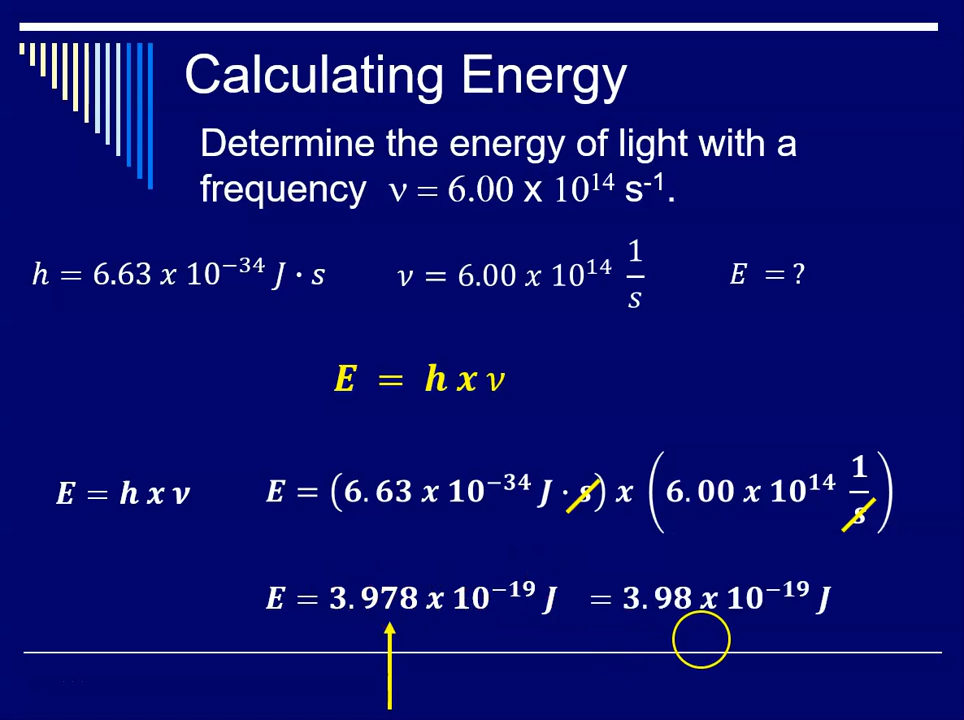 Calculating Energy
Determine the energy of light with a
frequency ν = 6.00 x 10¹⁴ s⁻¹.
ℎ = 6.63 𝑥 10⁻³⁴ 𝐽 · 𝑠 𝜈 = 6.00 𝑥 10¹⁴ 1/𝑠 𝐸 = ?
𝑬 = 𝒉 𝒙 𝜈
𝑬 = 𝒉 𝒙 𝝂 𝑬 = (𝟔.𝟔𝟑 𝒙 𝟏𝟎⁻³⁴ 𝑱 · 𝒔) 𝒙 (𝟔.𝟎𝟎 𝒙 𝟏𝟎¹⁴ 𝟏/𝒔)
𝑬 = 𝟑.𝟗𝟕𝟖 𝒙 𝟏𝟎⁻¹⁹ 𝑱 = 𝟑.𝟗𝟖 𝒙 𝟏𝟎⁻¹⁹ 𝑱